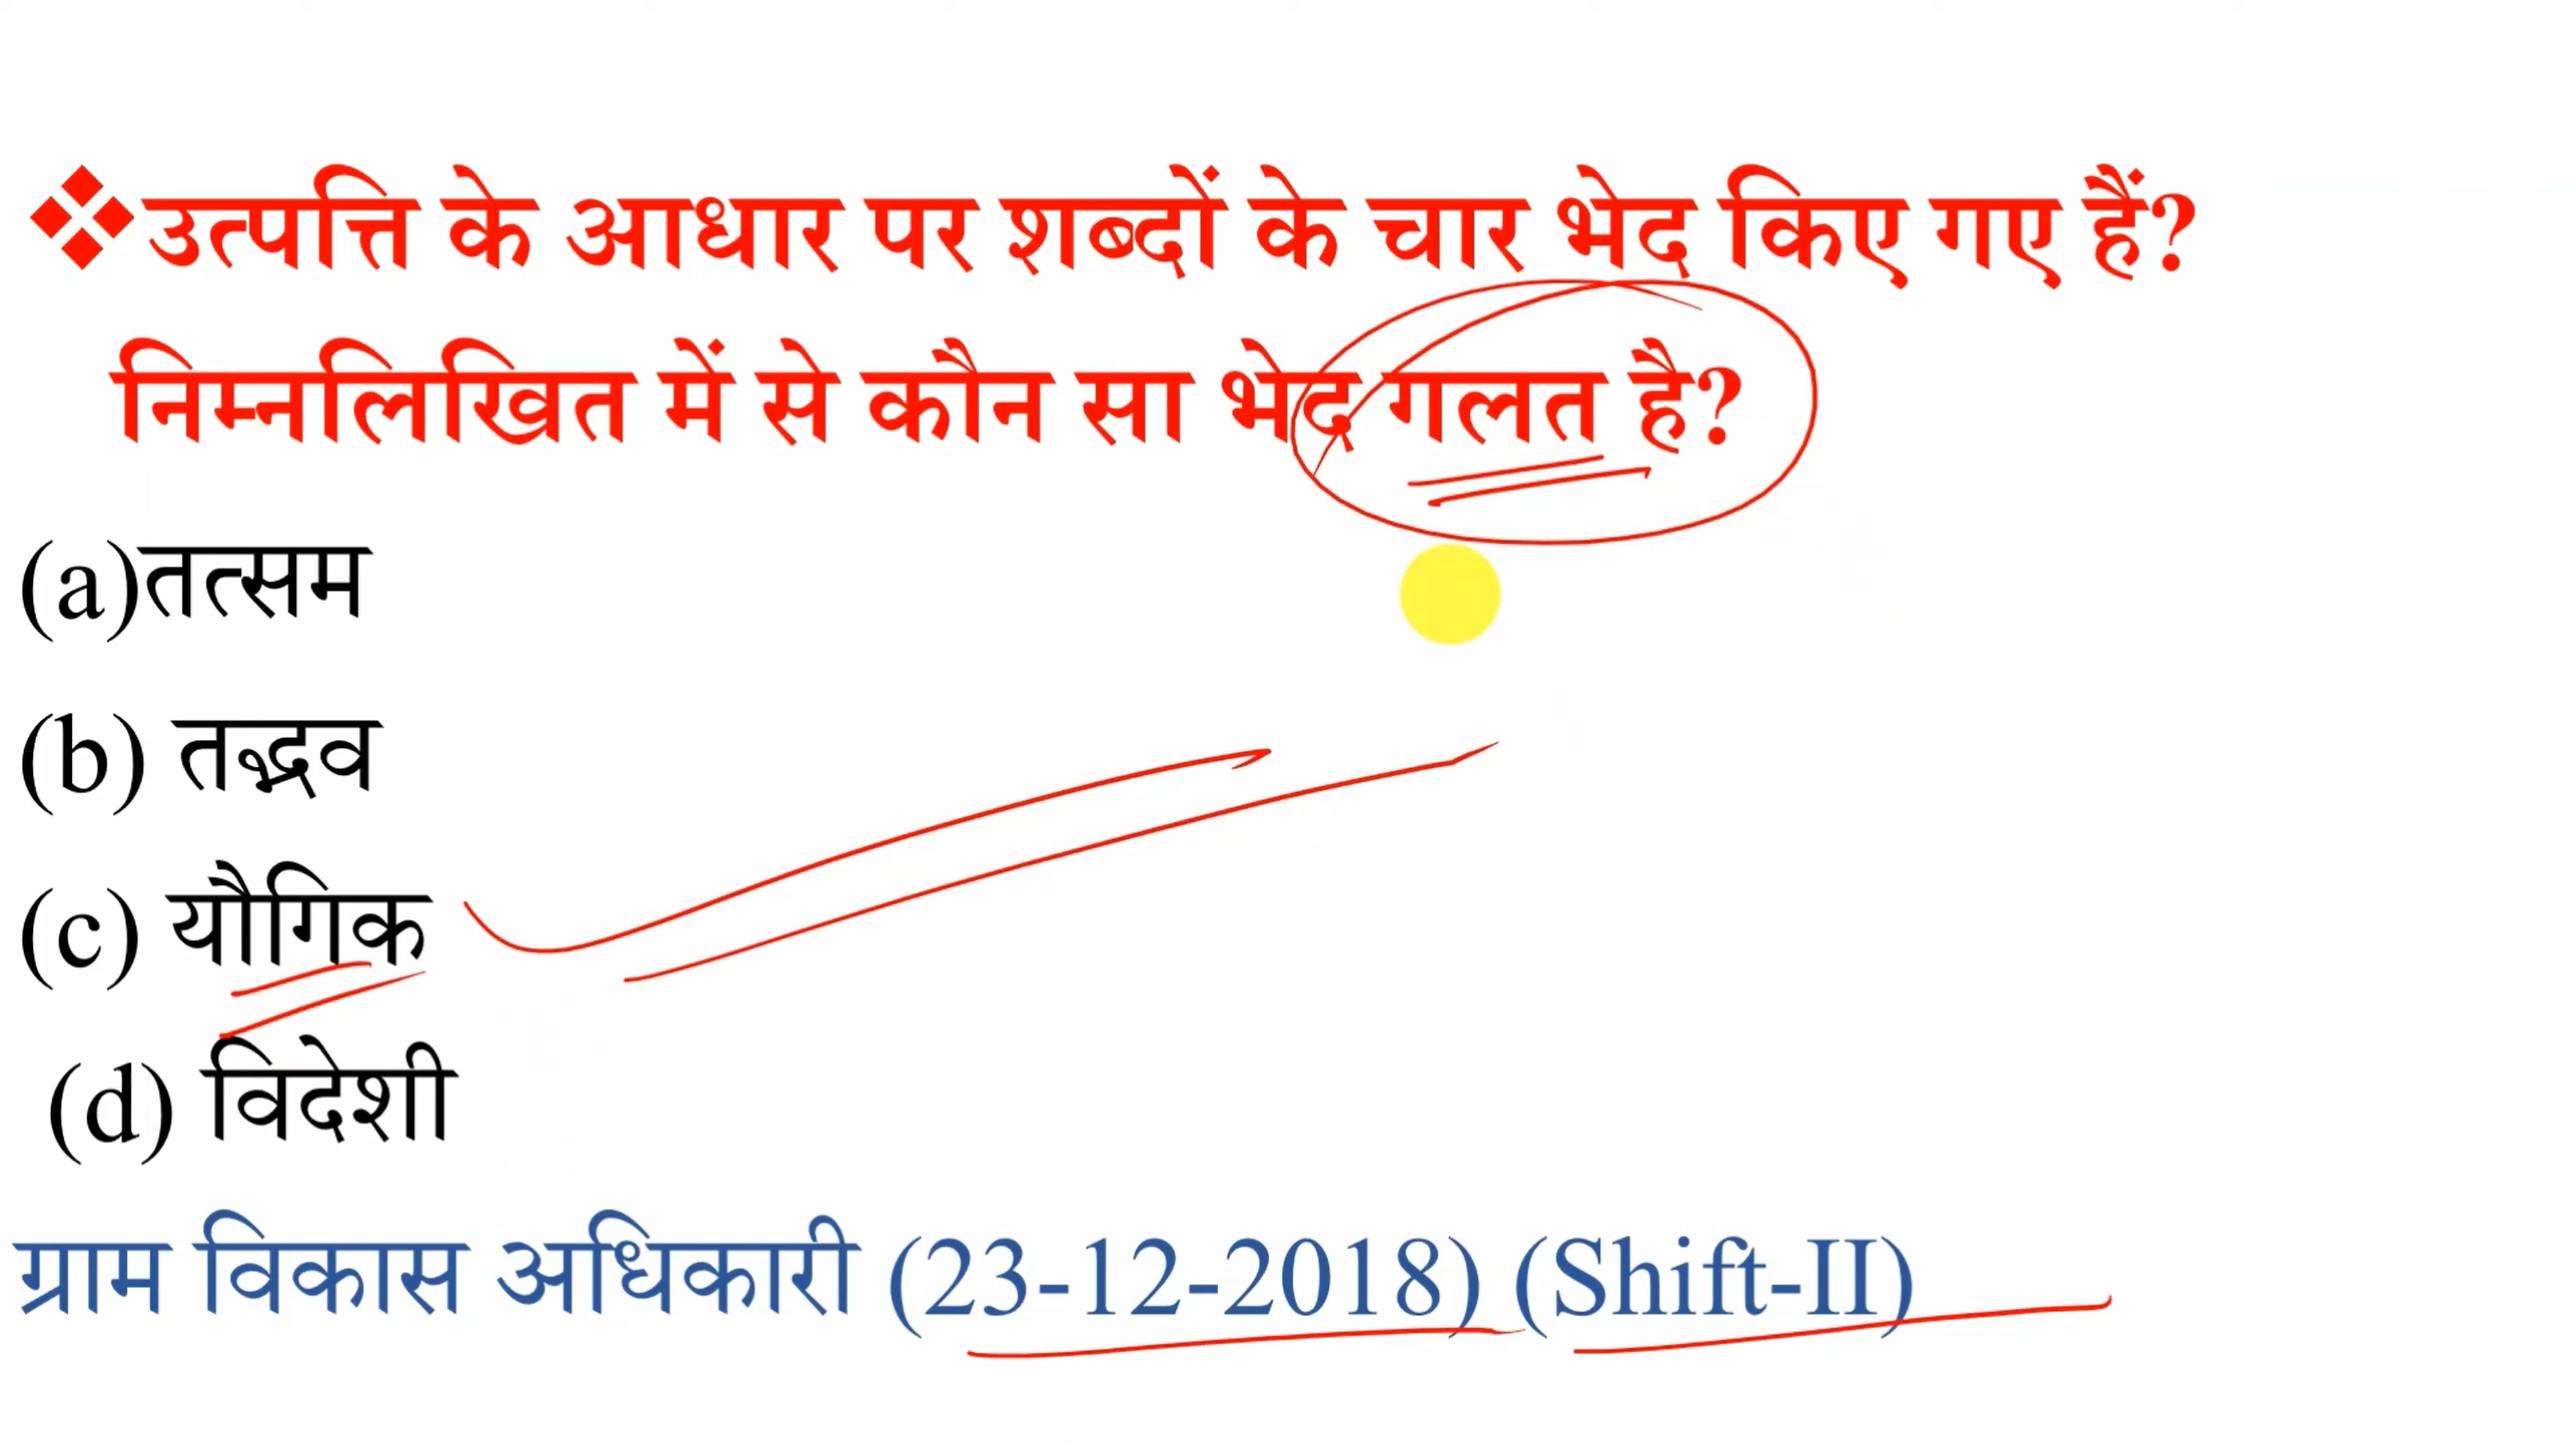 ❖उत्पत्ति के आधार पर शब्दों के चार भेद किए गए हैं?
निम्नलिखित में से कौन सा भेद गलत है?
(a)तत्सम
(b) तद्भव
(c) यौगिक
(d) विदेशी
ग्राम विकास अधिकारी (23-12-2018) (Shift-II)